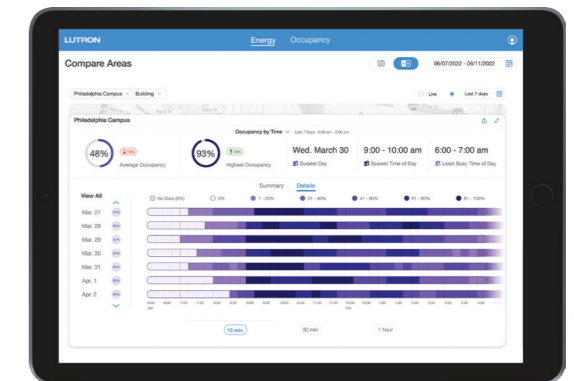 LUTRON
Energy Occupancy
Compare Areas
06/07/2022 - 06/11/2022
Philadelphia Campus Building
Live Last 7 days
Philadelphia Campus
Occupancy by Time Last 7 Days
48%
Average Occupancy
93%
Highest Occupancy
Wed. March 30
Busiest Day
9:00 - 10:00 am
Busiest Time of Day
6:00 - 7:00 am
Least Busy Time of Day
Summary Details
View All
No Data (0%) 0% 1 - 20% 21 - 40% 41 - 60% 61 - 80% 81 - 100%
Mar. 27
Mar. 28
Mar. 29
Mar. 30
Mar. 31
Apr. 1
Apr. 2
15 min 30 min 1 hour